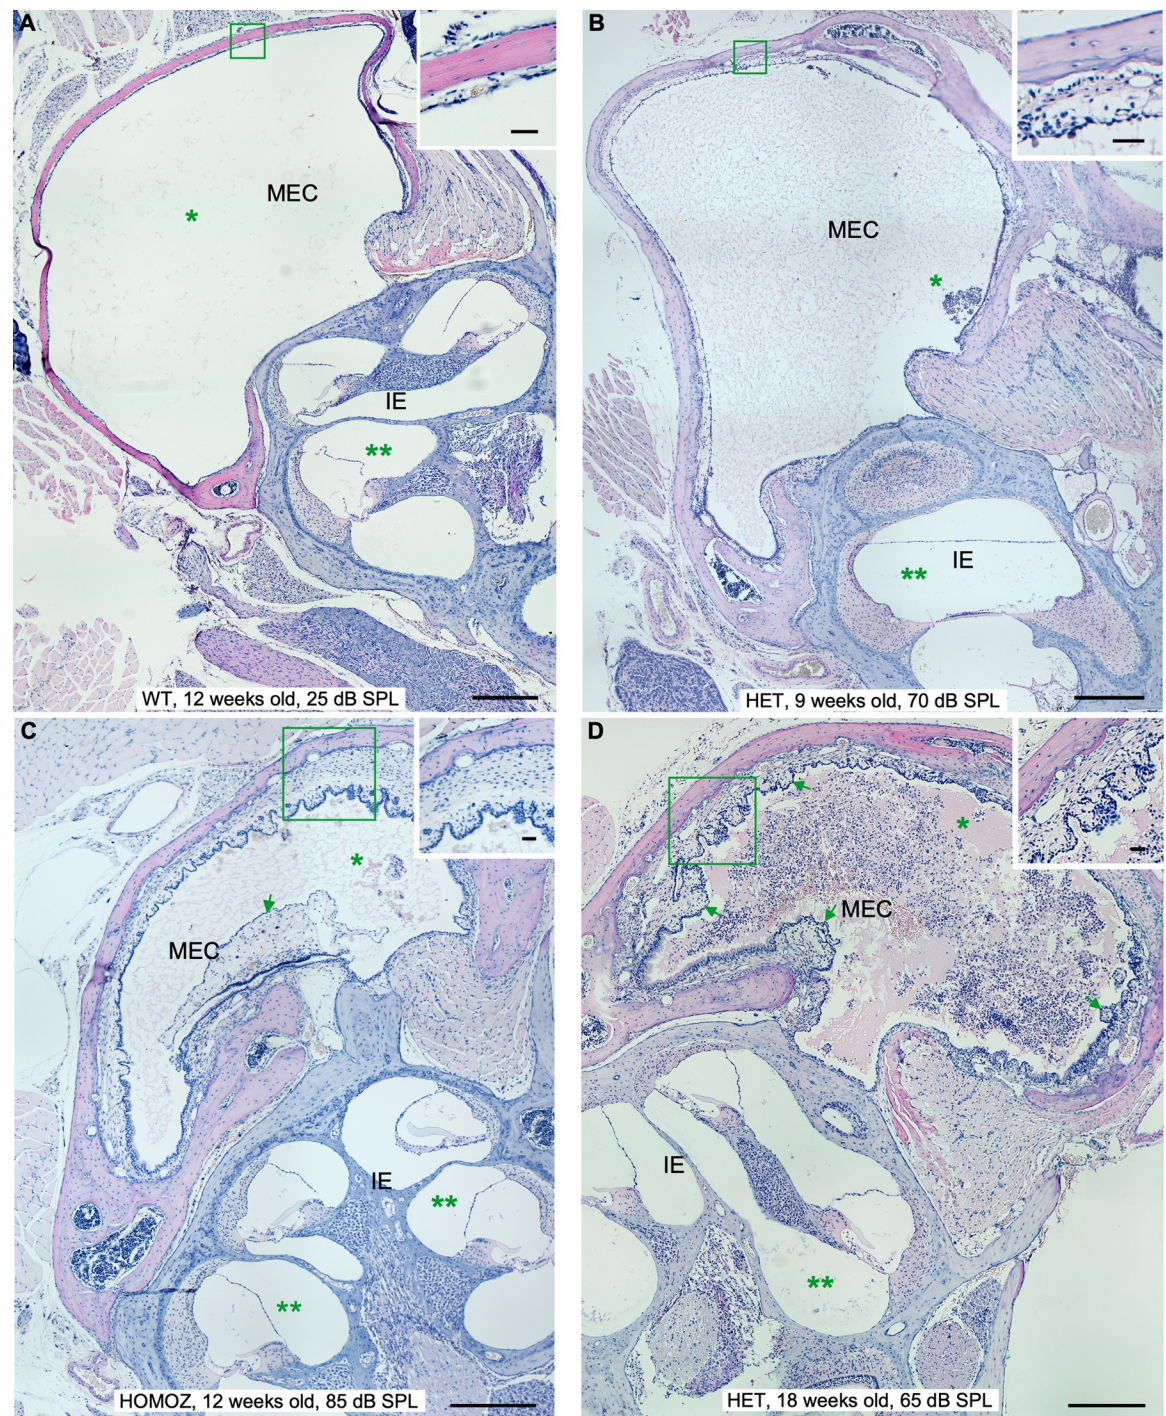 A
MEC
*
IE
**
WT, 12 weeks old, 25 dB SPL
B
MEC
*
IE
**
HET, 9 weeks old, 70 dB SPL
C
*
MEC
IE
**
**
HOMOZ, 12 weeks old, 85 dB SPL
D
*
MEC
IE
**
HET, 18 weeks old, 65 dB SPL